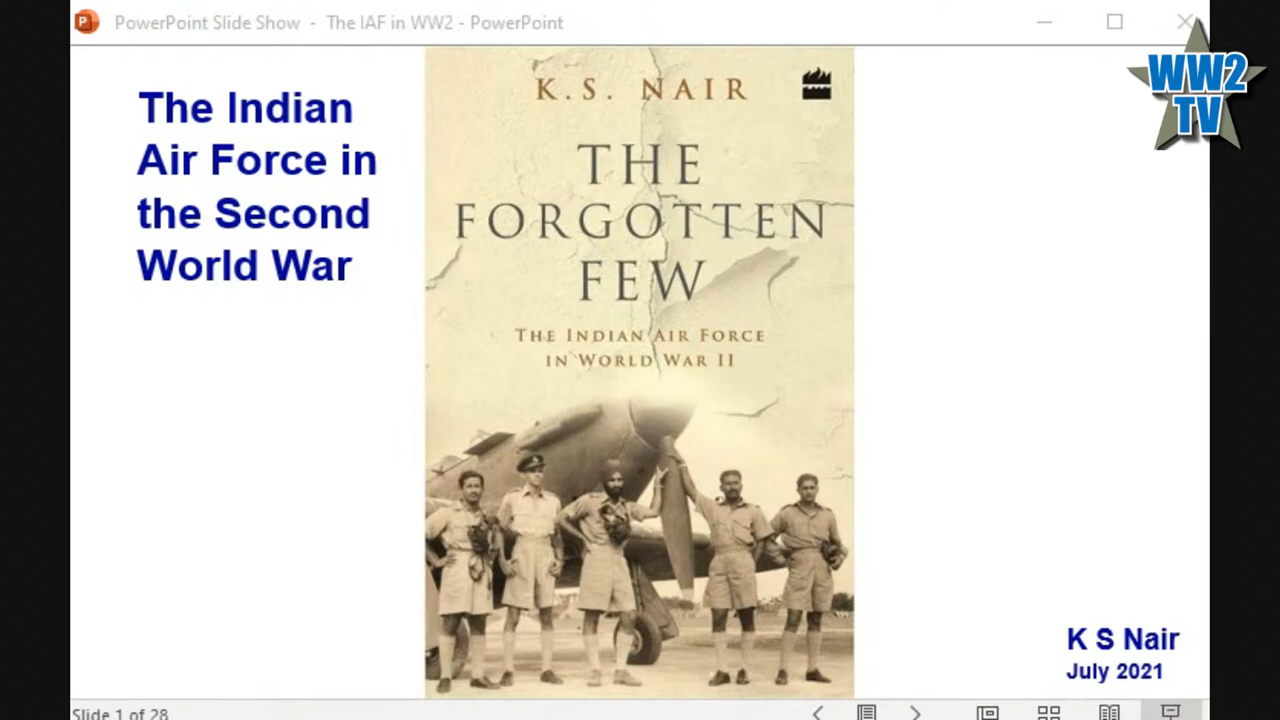 PowerPoint Slide Show - The IAF in WW2 - PowerPoint
WW2
TV
The Indian
Air Force in
the Second
World War
K.S. NAIR
THE
FORGOTTEN
FEW
THE INDIAN AIR FORCE
IN WORLD WAR II
K S Nair
July 2021
Slide 1 of 28